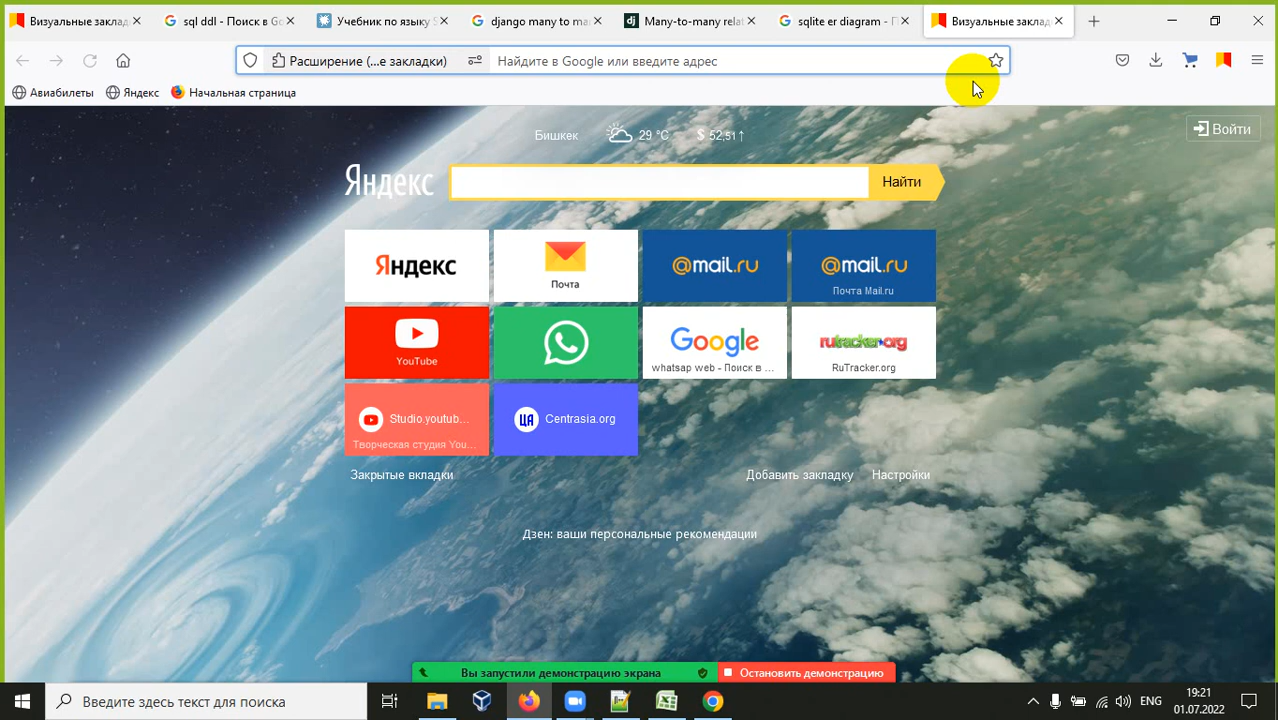 Визуальные заклад
sql ddl - Поиск в Go
Учебник по языку S
django many to ma
Many-to-many rela
sqlite er diagram - П
Визуальные заклад
Расширение (...е закладки)
Найдите в Google или введите адрес
Авиабилеты
Яндекс
Начальная страница
Бишкек
29 °C
$ 52,51↑
Войти
Яндекс
Найти
Яндекс
Почта
@mail.ru
@mail.ru
Почта Mail.ru
YouTube
Google
whatsap web - Поиск в ...
rutracker.org
RuTracker.org
Studio.youtub...
Творческая студия You...
ЦА
Centrasia.org
Закрытые вкладки
Добавить закладку
Настройки
Дзен: ваши персональные рекомендации
Вы запустили демонстрацию экрана
Остановить демонстрацию
Введите здесь текст для поиска
ENG
19:21
01.07.2022